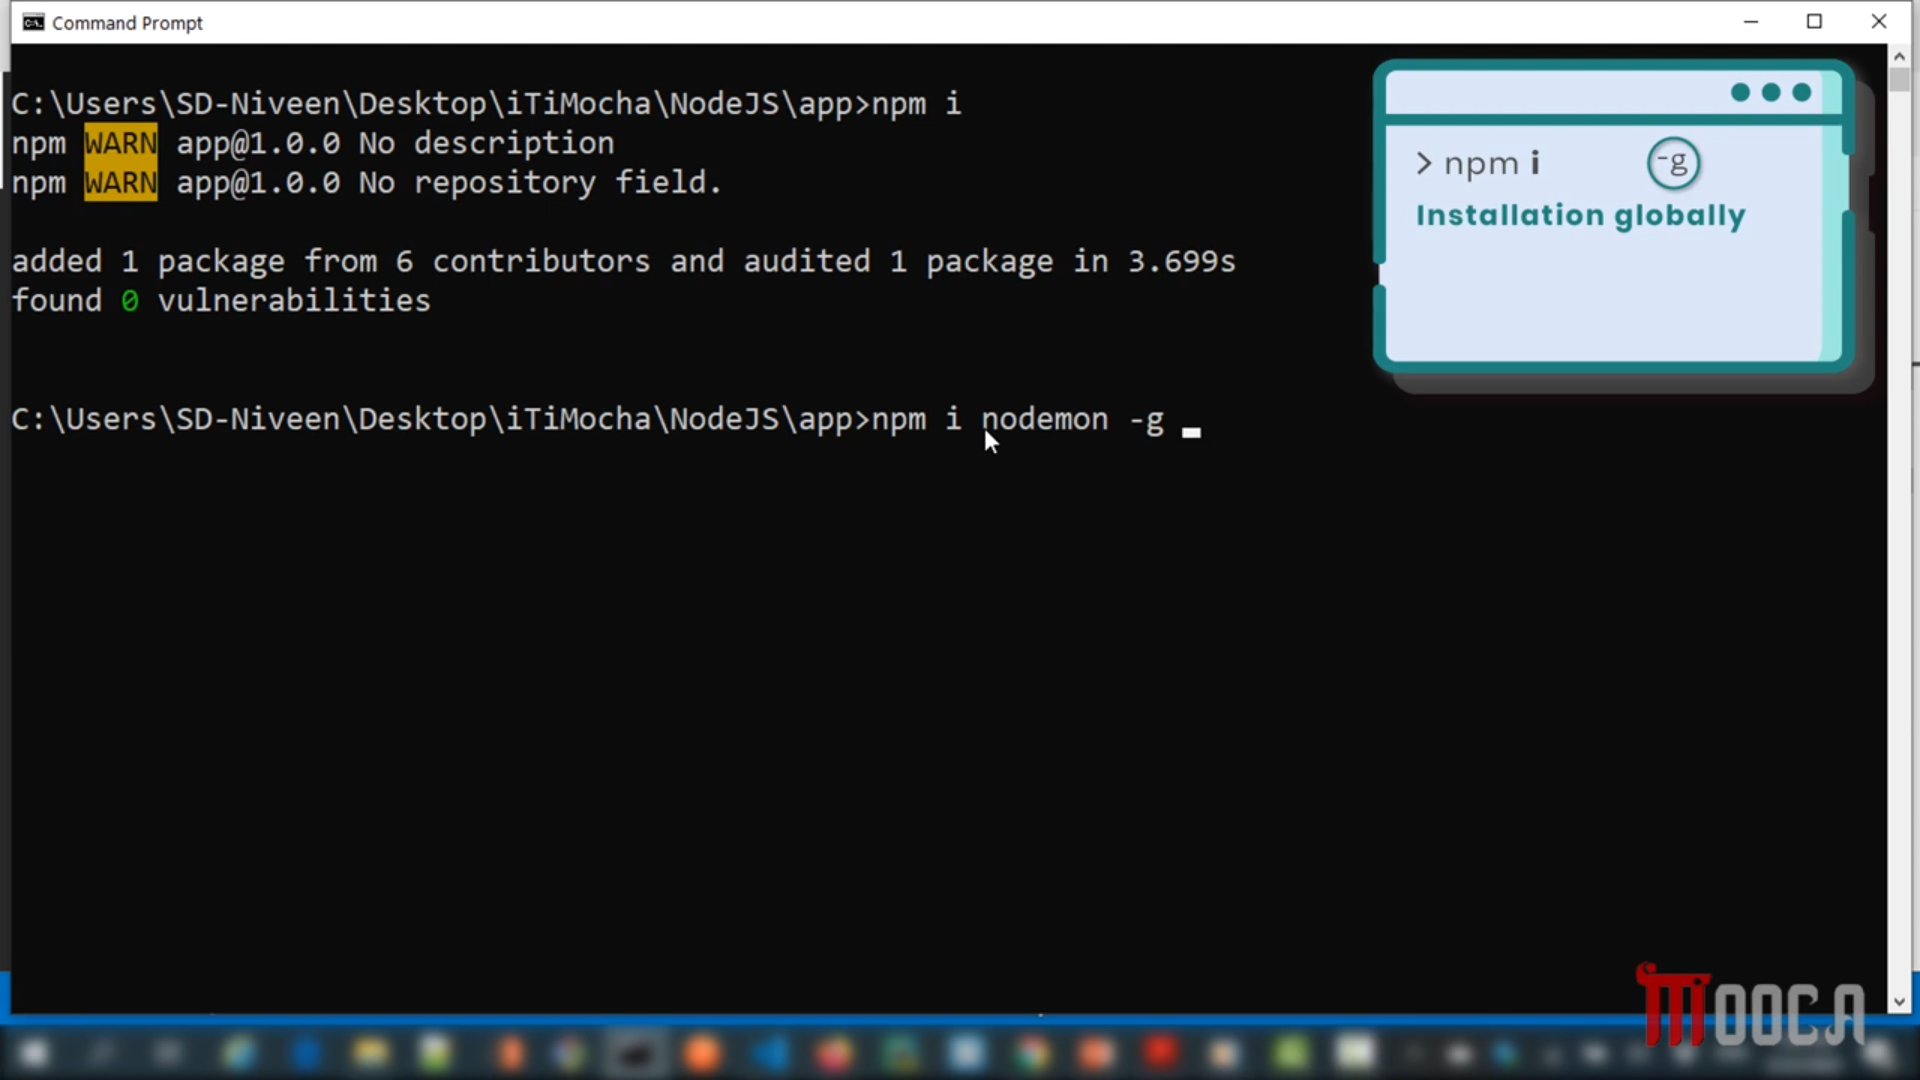 Command Prompt
C:\Users\SD-Niveen\Desktop\iTiMocha\NodeJS\app>npm i
npm WARN app@1.0.0 No description
npm WARN app@1.0.0 No repository field.
added 1 package from 6 contributors and audited 1 package in 3.699s
found 0 vulnerabilities
C:\Users\SD-Niveen\Desktop\iTiMocha\NodeJS\app>npm i nodemon -g
> npm i -g
Installation globally
MOOCA